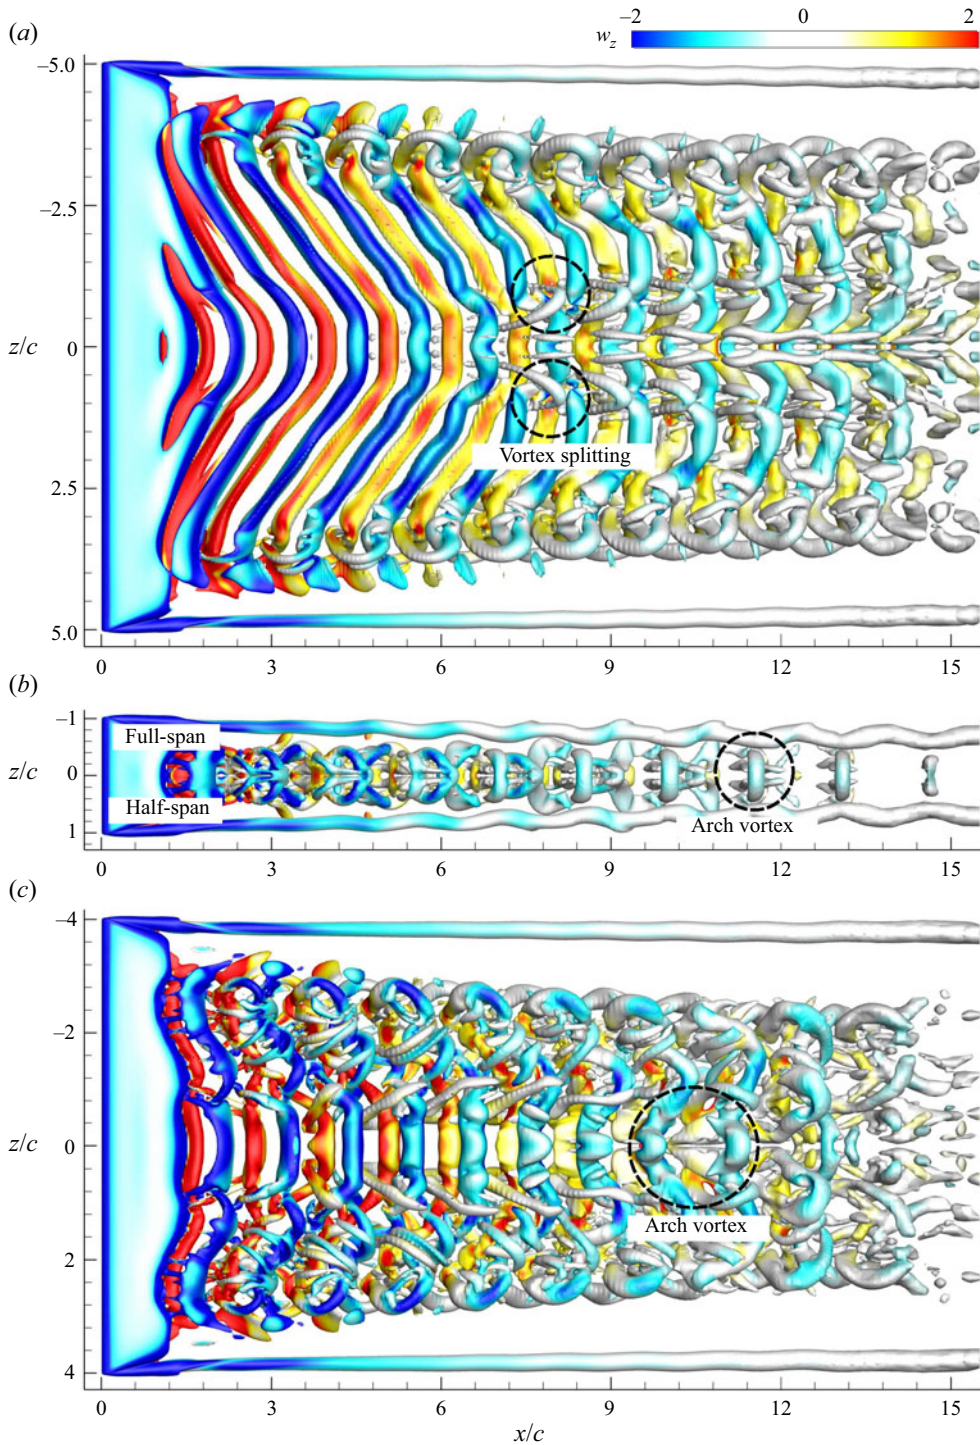 (a)
w_z
−2
0
2
−5.0
−2.5
z/c
0
2.5
5.0
Vortex splitting
0
3
6
9
12
15
(b)
−1
z/c
0
1
Full-span
Half-span
Arch vortex
0
3
6
9
12
15
(c)
−4
−2
z/c
0
2
4
Arch vortex
0
3
6
9
12
15
x/c